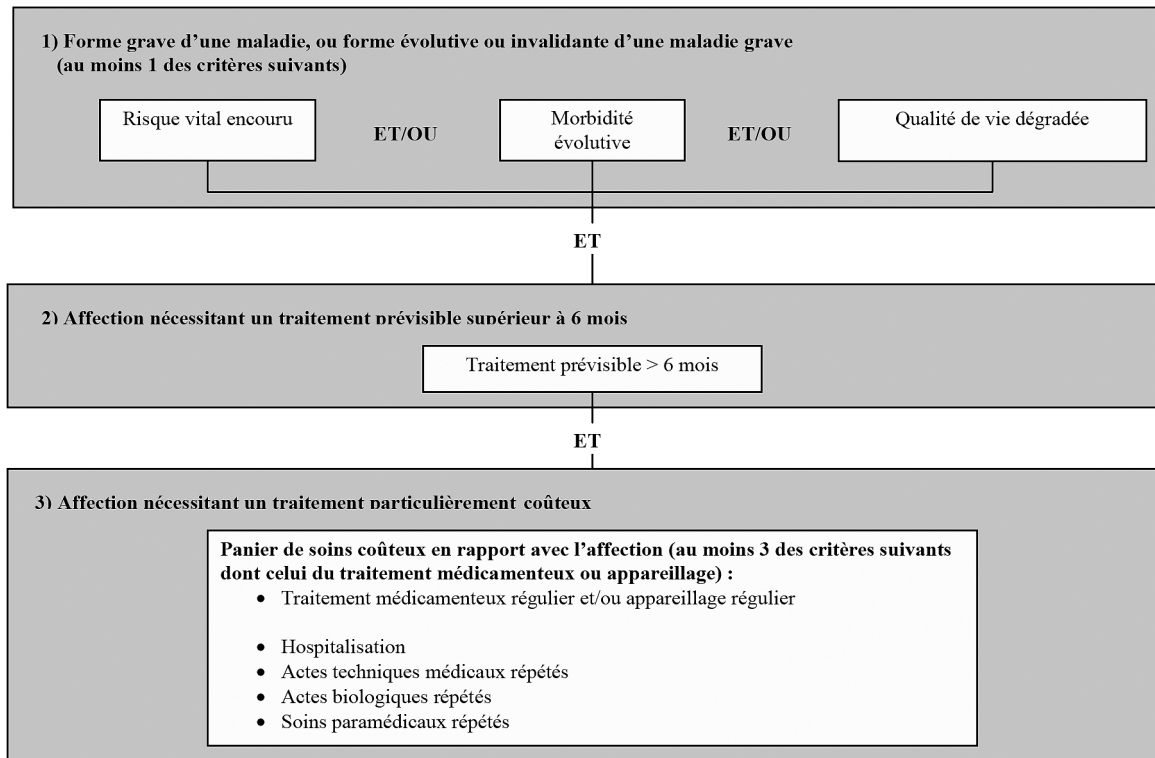 1) Forme grave d’une maladie, ou forme évolutive ou invalidante d’une maladie grave
(au moins 1 des critères suivants)
Risque vital encouru
ET/OU
Morbidité
évolutive
ET/OU
Qualité de vie dégradée
ET
2) Affection nécessitant un traitement prévisible supérieur à 6 mois
Traitement prévisible > 6 mois
ET
3) Affection nécessitant un traitement particulièrement coûteux
Panier de soins coûteux en rapport avec l’affection (au moins 3 des critères suivants
dont celui du traitement médicamenteux ou appareillage) :
• Traitement médicamenteux régulier et/ou appareillage régulier
• Hospitalisation
• Actes techniques médicaux répétés
• Actes biologiques répétés
• Soins paramédicaux répétés